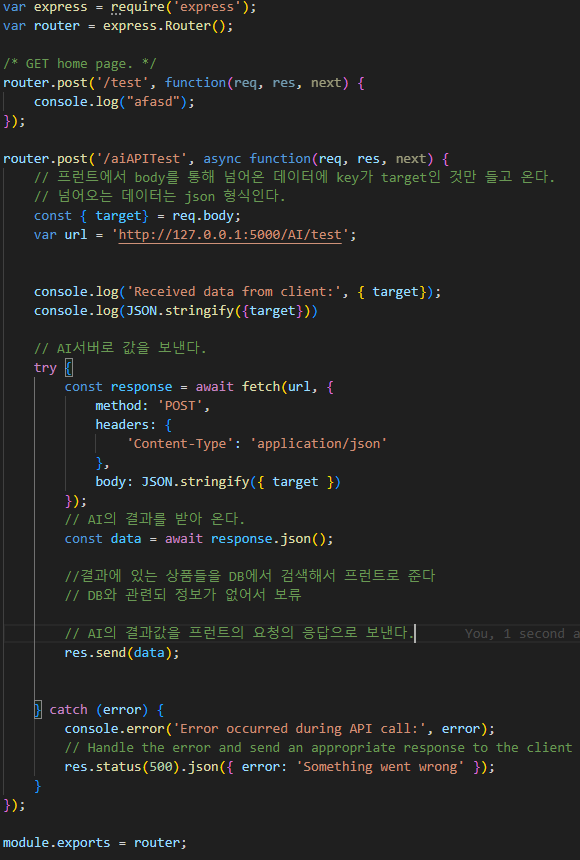 var express = require('express');
var router = express.Router();
/* GET home page. */
router.post('/test', function(req, res, next) {
    console.log("afasd");
});
router.post('/aiAPITest', async function(req, res, next) {
    // 프런트에서 body를 통해 넘어온 데이터에 key가 target인 것만 들고 온다.
    // 넘어오는 데이터는 json 형식인다.
    const { target} = req.body;
    var url = 'http://127.0.0.1:5000/AI/test';
    console.log('Received data from client:', { target});
    console.log(JSON.stringify({target}))
    // AI서버로 값을 보낸다.
    try {
        const response = await fetch(url, {
            method: 'POST',
            headers: {
                'Content-Type': 'application/json'
            },
            body: JSON.stringify({ target })
        });
        // AI의 결과를 받아 온다.
        const data = await response.json();
        //결과에 있는 상품들을 DB에서 검색해서 프런트로 준다
        // DB와 관련되 정보가 없어서 보류
        // AI의 결과값을 프런트의 요청의 응답으로 보낸다. You, 1 second a
        res.send(data);
    } catch (error) {
        console.error('Error occurred during API call:', error);
        // Handle the error and send an appropriate response to the client
        res.status(500).json({ error: 'Something went wrong' });
    }
});
module.exports = router;